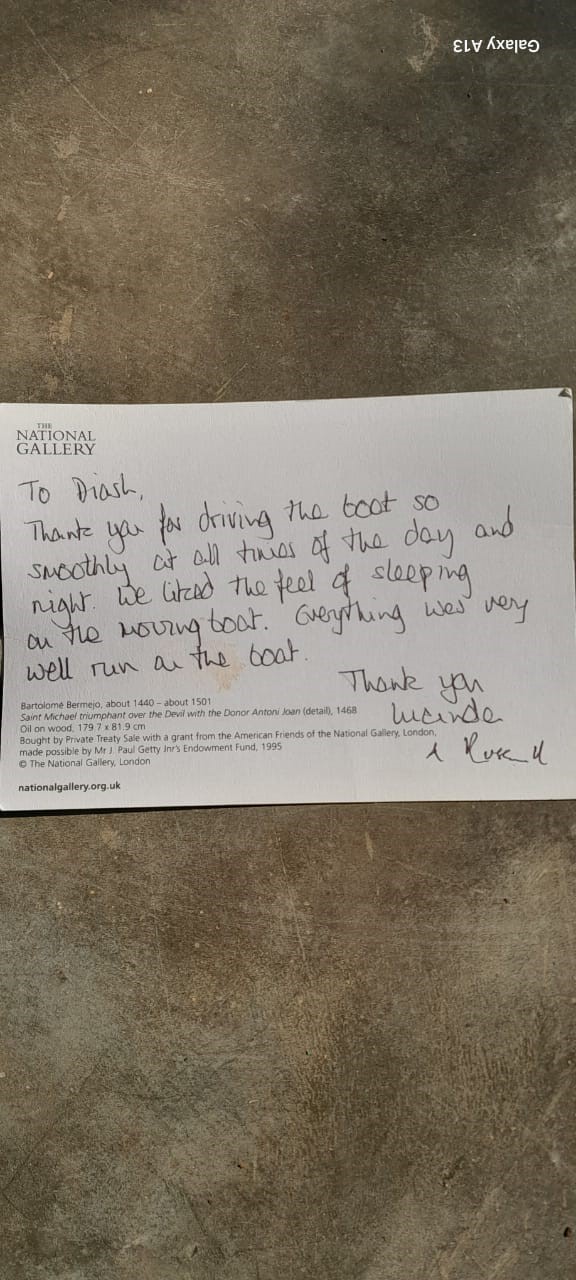 Galaxy A13
THE
NATIONAL
GALLERY
To Diash,
Thank you for driving the boat so
smoothly at all times of the day and
night. We liked the feel of sleeping
on the moving boat. Everything was very
well run on the boat.
Thank you
Lucinda
Bartolomé Bermejo, about 1440 – about 1501
Saint Michael triumphant over the Devil with the Donor Antoni Joan (detail), 1468
Oil on wood, 179.7 x 81.9 cm
Bought by Private Treaty Sale with a grant from the American Friends of the National Gallery, London,
made possible by Mr J. Paul Getty Jnr's Endowment Fund, 1995
© The National Gallery, London
nationalgallery.org.uk